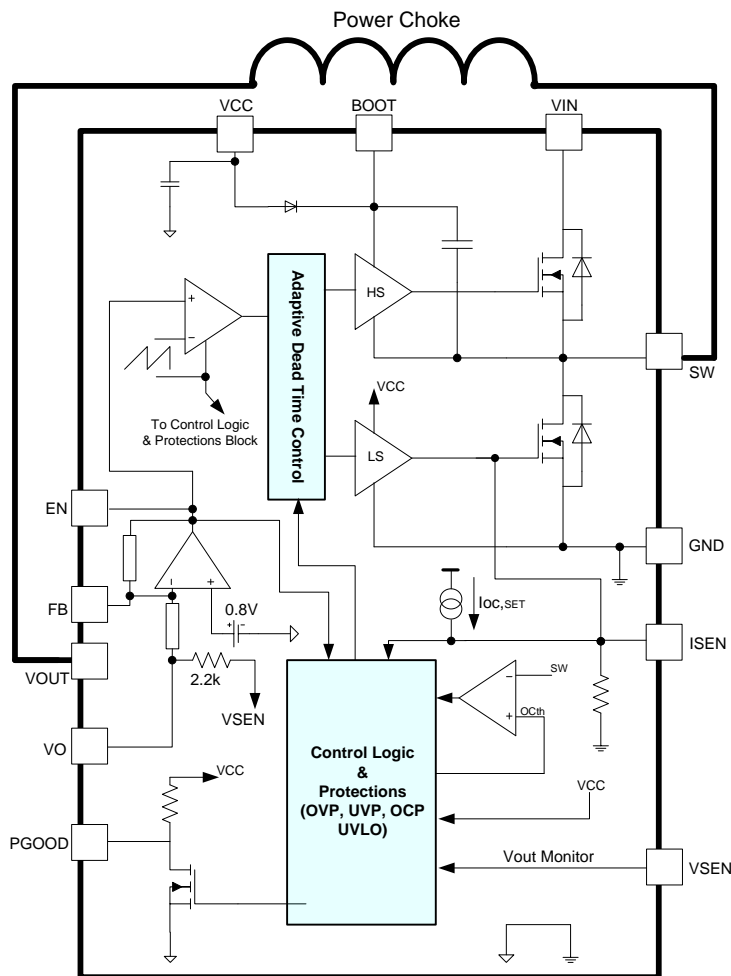 Power Choke
VCC
BOOT
VIN
Adaptive Dead Time Control
HS
+
−
SW
To Control Logic
& Protections Block
VCC
LS
EN
GND
− +
0.8V
+ −
Ioc,SET
FB
ISEN
VOUT
2.2k
VSEN
− SW
+ OCth
VO
Control Logic
&
Protections
(OVP, UVP, OCP
UVLO)
VCC
VCC
PGOOD
Vout Monitor
VSEN